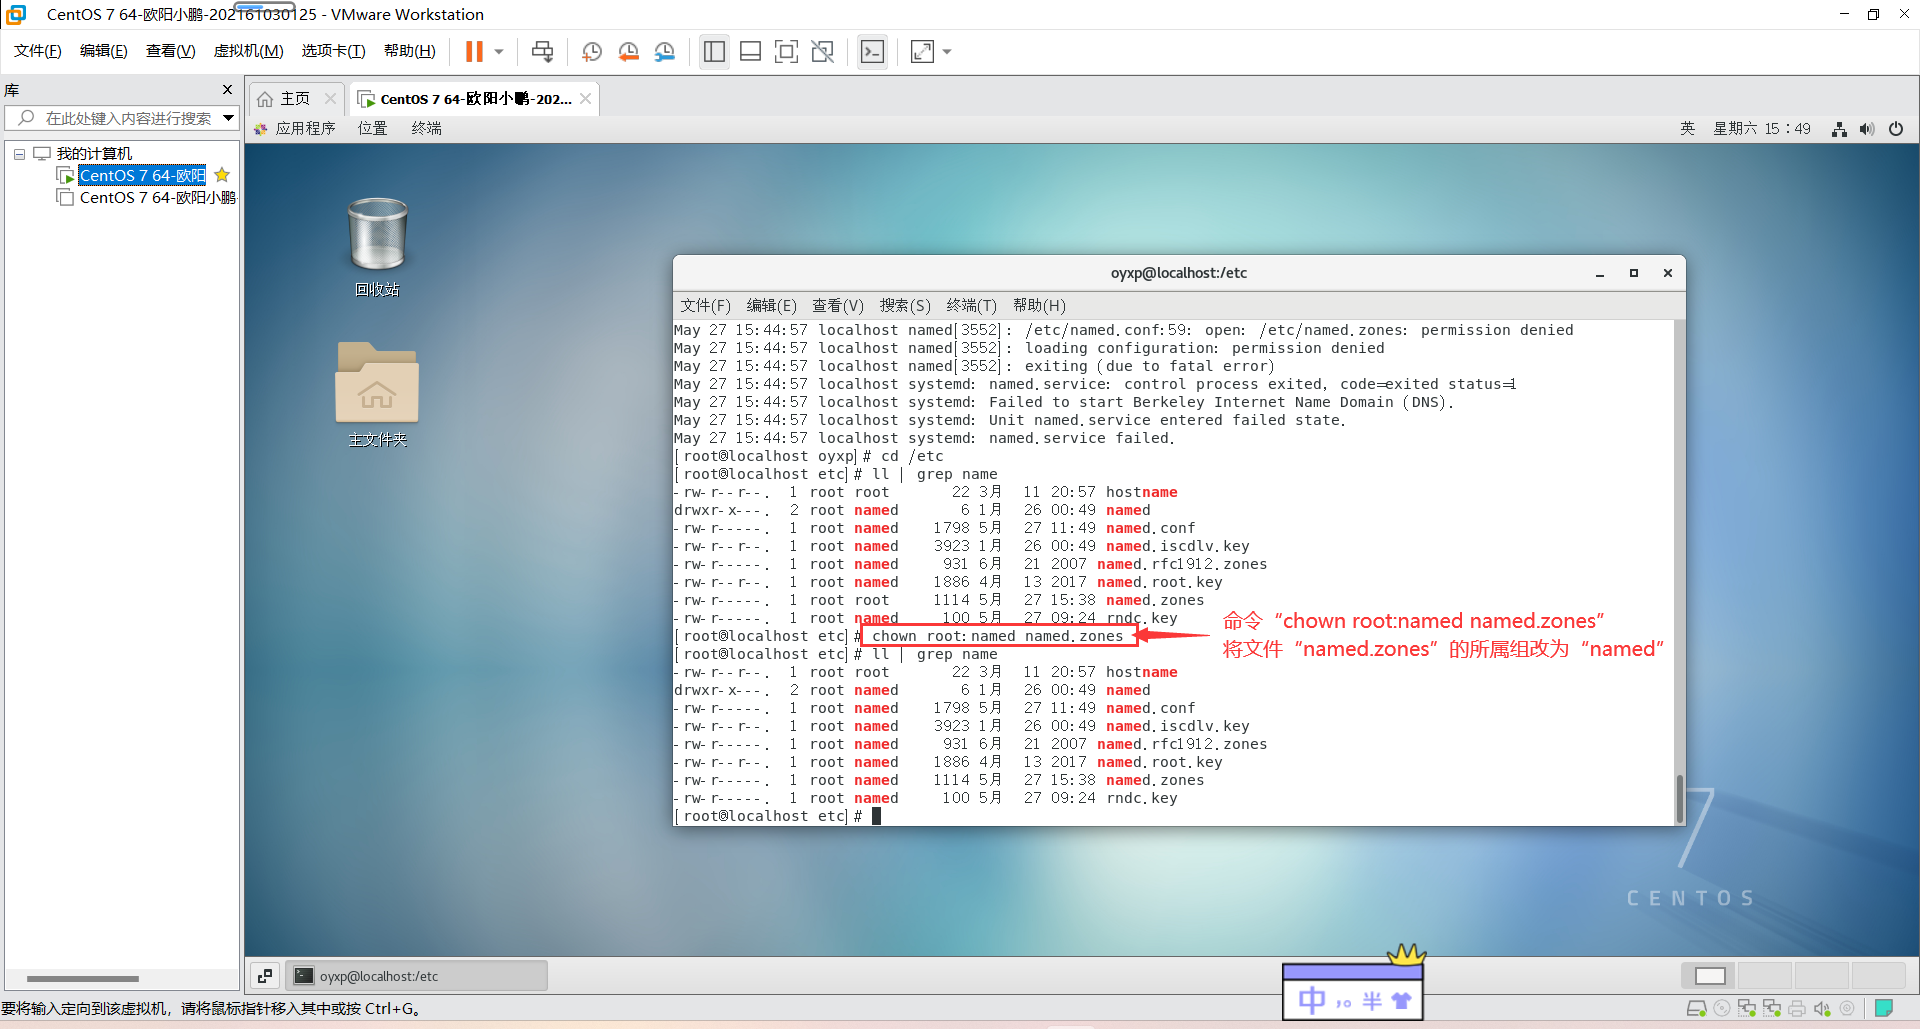 CentOS 7 64-欧阳小鹏-202161030125 - VMware Workstation
文件(F) 编辑(E) 查看(V) 虚拟机(M) 选项卡(T) 帮助(H)
库
在此处键入内容进行搜索
我的计算机
CentOS 7 64-欧阳
CentOS 7 64-欧阳小鹏-
主页
CentOS 7 64-欧阳小鹏-202...
应用程序 位置 终端
英 星期六 15：49
回收站
主文件夹
oyxp@localhost:/etc
文件(F) 编辑(E) 查看(V) 搜索(S) 终端(T) 帮助(H)
May 27 15:44:57 localhost named[3552]: /etc/named.conf:59: open: /etc/named.zones: permission denied
May 27 15:44:57 localhost named[3552]: loading configuration: permission denied
May 27 15:44:57 localhost named[3552]: exiting (due to fatal error)
May 27 15:44:57 localhost systemd: named.service: control process exited, code=exited status=1
May 27 15:44:57 localhost systemd: Failed to start Berkeley Internet Name Domain (DNS).
May 27 15:44:57 localhost systemd: Unit named.service entered failed state.
May 27 15:44:57 localhost systemd: named.service failed.
[root@localhost oyxp]# cd /etc
[root@localhost etc]# ll | grep name
-rw-r--r--. 1 root root 22 3月 11 20:57 hostname
drwxr-x---. 2 root named 6 1月 26 00:49 named
-rw-r-----. 1 root named 1798 5月 27 11:49 named.conf
-rw-r--r--. 1 root named 3923 1月 26 00:49 named.iscdlv.key
-rw-r-----. 1 root named 931 6月 21 2007 named.rfc1912.zones
-rw-r--r--. 1 root named 1886 4月 13 2017 named.root.key
-rw-r-----. 1 root root 1114 5月 27 15:38 named.zones
-rw-r-----. 1 root named 100 5月 27 09:24 rndc.key
[root@localhost etc]# chown root:named named.zones
[root@localhost etc]# ll | grep name
-rw-r--r--. 1 root root 22 3月 11 20:57 hostname
drwxr-x---. 2 root named 6 1月 26 00:49 named
-rw-r-----. 1 root named 1798 5月 27 11:49 named.conf
-rw-r--r--. 1 root named 3923 1月 26 00:49 named.iscdlv.key
-rw-r-----. 1 root named 931 6月 21 2007 named.rfc1912.zones
-rw-r--r--. 1 root named 1886 4月 13 2017 named.root.key
-rw-r-----. 1 root named 1114 5月 27 15:38 named.zones
-rw-r-----. 1 root named 100 5月 27 09:24 rndc.key
[root@localhost etc]#
命令“chown root:named named.zones”
将文件“named.zones”的所属组改为“named”
7
CENTOS
oyxp@localhost:/etc
中 ,。半
要将输入定向到该虚拟机，请将鼠标指针移入其中或按 Ctrl+G。